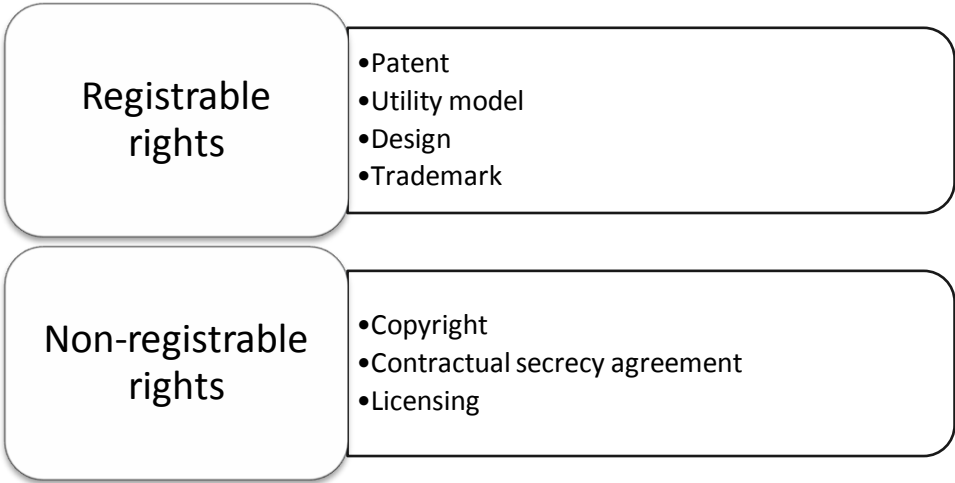 Registrable
rights
•Patent
•Utility model
•Design
•Trademark
Non-registrable
rights
•Copyright
•Contractual secrecy agreement
•Licensing